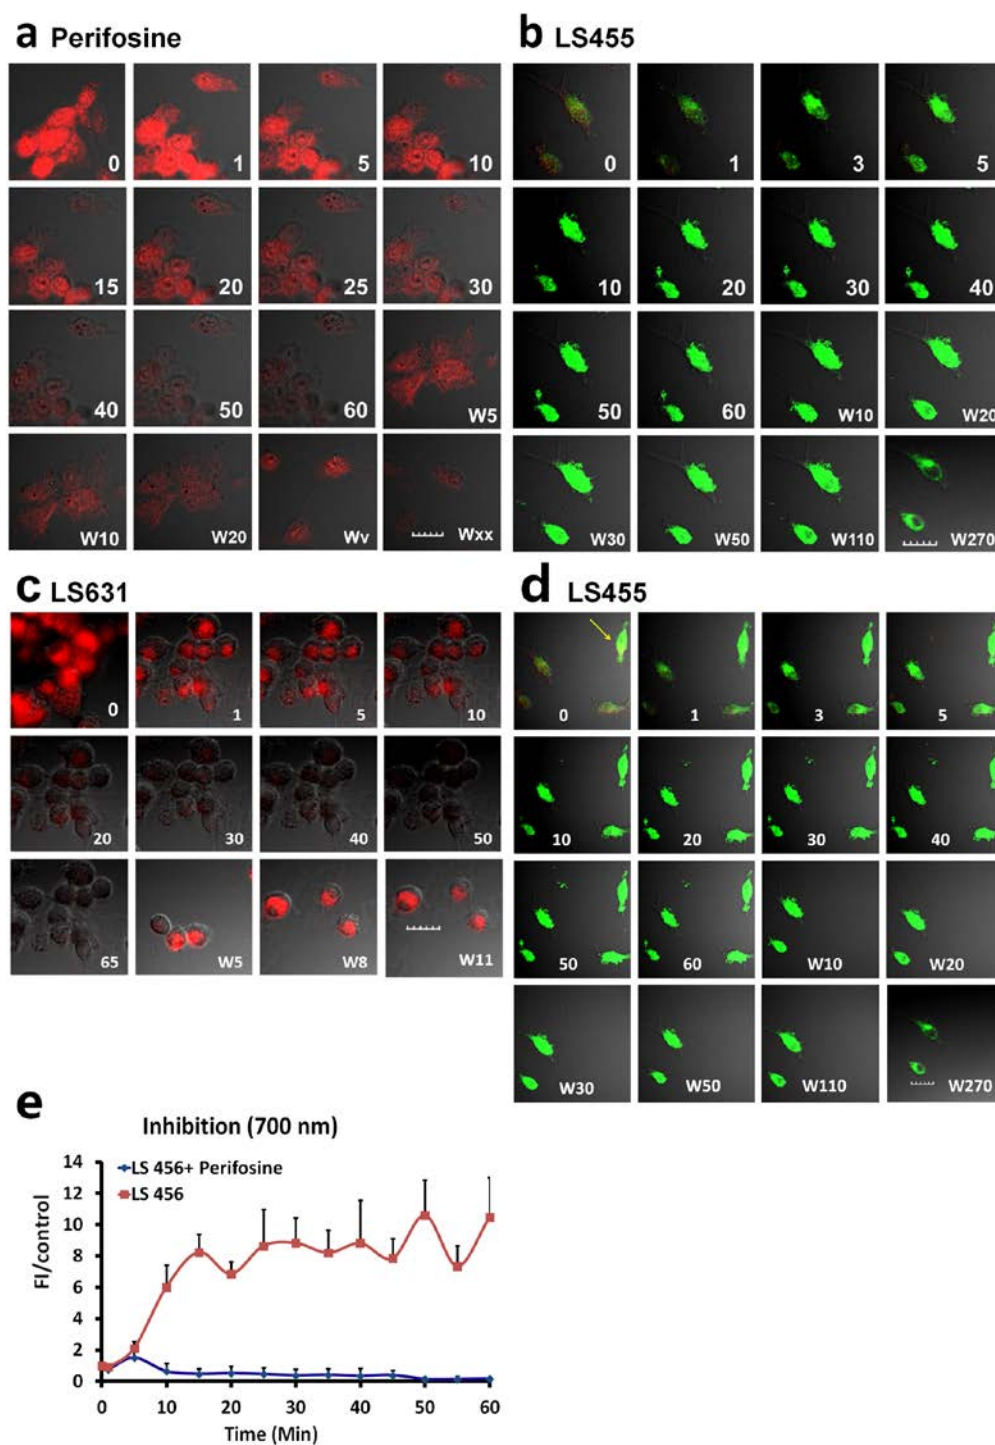 a Perifosine
0 1 5 10
15 20 25 30
40 50 60 W5
W10 W20 Wv Wxx
b LS455
0 1 3 5
10 20 30 40
50 60 W10 W20
W30 W50 W110 W270
c LS631
0 1 5 10
20 30 40 50
65 W5 W8 W11
d LS455
0 1 3 5
10 20 30 40
50 60 W10 W20
W30 W50 W110 W270
e
Inhibition (700 nm)
LS 456+ Perifosine
LS 456
FI/control
14
12
10
8
6
4
2
0
0 10 20 30 40 50 60
Time (Min)